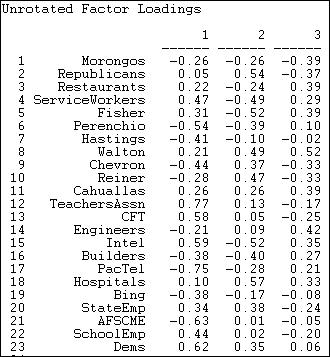 Unrotated Factor Loadings
1 2 3
------ ------ ------
1 Morongos -0.26 -0.26 -0.39
2 Republicans 0.05 0.54 -0.37
3 Restaurants 0.22 -0.24 0.39
4 ServiceWorkers 0.47 -0.49 0.29
5 Fisher 0.31 -0.52 0.39
6 Perenchio -0.54 -0.39 0.10
7 Hastings -0.41 -0.10 -0.02
8 Walton 0.21 0.49 0.52
9 Chevron -0.44 0.37 -0.33
10 Reiner -0.28 0.47 -0.33
11 Cahuallas 0.26 0.26 0.39
12 TeachersAssn 0.77 0.13 -0.17
13 CFT 0.58 0.05 -0.25
14 Engineers -0.21 0.09 0.42
15 Intel 0.59 -0.52 0.35
16 Builders -0.38 -0.40 0.27
17 PacTel -0.75 -0.28 0.21
18 Hospitals 0.10 0.57 0.33
19 Bing -0.38 -0.17 -0.08
20 StateEmp 0.34 0.38 -0.24
21 AFSCME -0.63 0.01 -0.05
22 SchoolEmp 0.44 0.02 -0.20
23 Dems 0.62 0.35 0.06